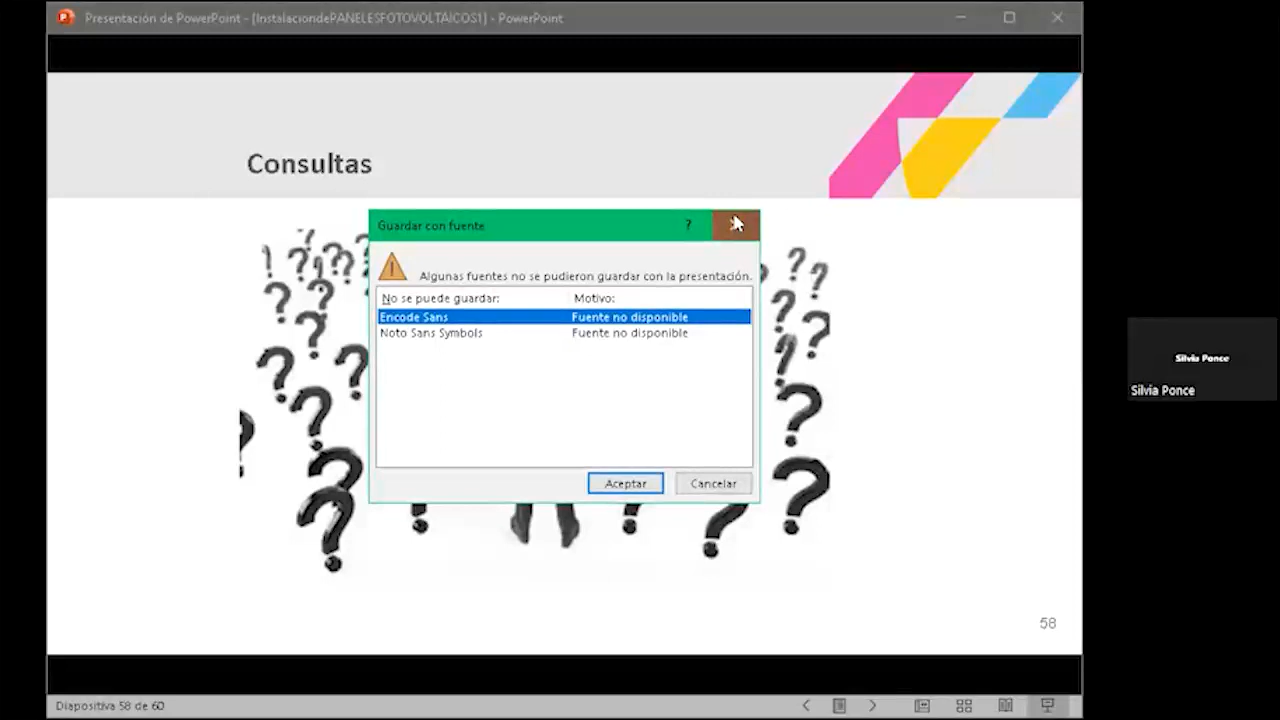 Presentación de PowerPoint - [InstalaciondePANELESFOTOVOLTAICOS1] - PowerPoint
Consultas
Guardar con fuente
?
Algunas fuentes no se pudieron guardar con la presentación.
No se puede guardar: Motivo:
Encode Sans Fuente no disponible
Noto Sans Symbols Fuente no disponible
Aceptar Cancelar
Silvia Ponce
Silvia Ponce
58
Diapositiva 58 de 60